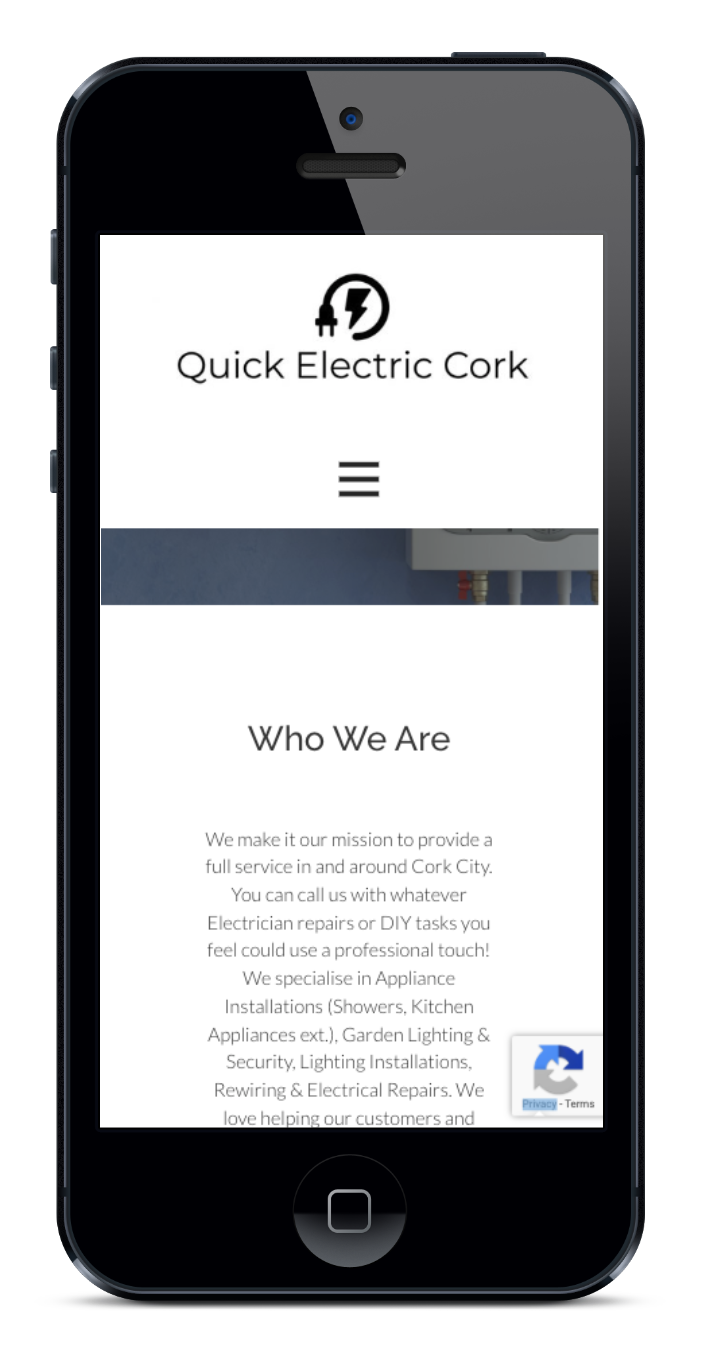 Quick Electric Cork
Who We Are
We make it our mission to provide a
full service in and around Cork City.
You can call us with whatever
Electrician repairs or DIY tasks you
feel could use a professional touch!
We specialise in Appliance
Installations (Showers, Kitchen
Appliances ext.), Garden Lighting &
Security, Lighting Installations,
Rewiring & Electrical Repairs. We
love helping our customers and
Privacy - Terms